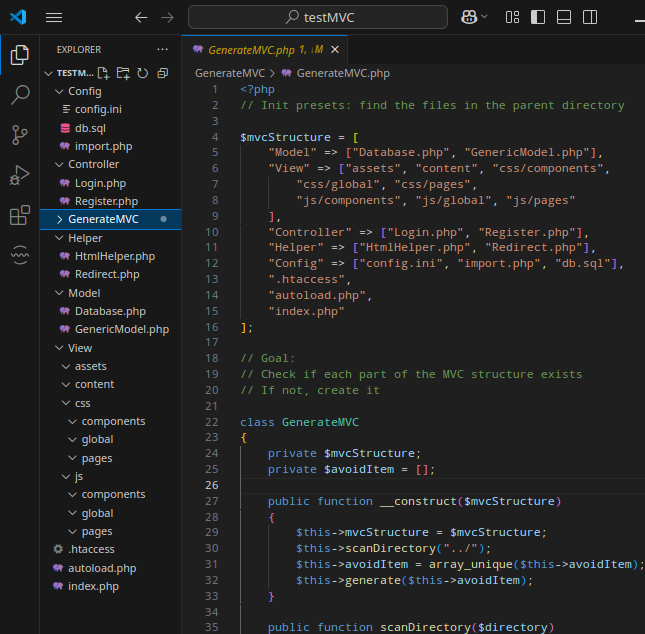 testMVC
EXPLORER
GenerateMVC.php 1, ↓M
TESTM...
GenerateMVC > GenerateMVC.php
Config
config.ini
db.sql
import.php
Controller
Login.php
Register.php
GenerateMVC
Helper
HtmlHelper.php
Redirect.php
Model
Database.php
GenericModel.php
View
assets
content
css
components
global
pages
js
components
global
pages
.htaccess
autoload.php
index.php
1 <?php
2 // Init presets: find the files in the parent directory
3
4 $mvcStructure = [
5     "Model" => ["Database.php", "GenericModel.php"],
6     "View" => ["assets", "content", "css/components",
7         "css/global", "css/pages",
8         "js/components", "js/global", "js/pages"
9     ],
10     "Controller" => ["Login.php", "Register.php"],
11     "Helper" => ["HtmlHelper.php", "Redirect.php"],
12     "Config" => ["config.ini", "import.php", "db.sql"],
13     ".htaccess",
14     "autoload.php",
15     "index.php"
16 ];
17
18 // Goal:
19 // Check if each part of the MVC structure exists
20 // If not, create it
21
22 class GenerateMVC
23 {
24     private $mvcStructure;
25     private $avoidItem = [];
26
27     public function __construct($mvcStructure)
28     {
29         $this->mvcStructure = $mvcStructure;
30         $this->scanDirectory("../");
31         $this->avoidItem = array_unique($this->avoidItem);
32         $this->generate($this->avoidItem);
33     }
34
35     public function scanDirectory($directory)